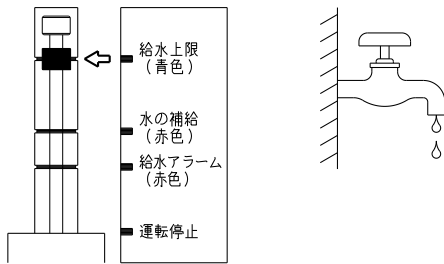 給水上限
（青色）
水の補給
（赤色）
給水アラーム
（赤色）
運転停止